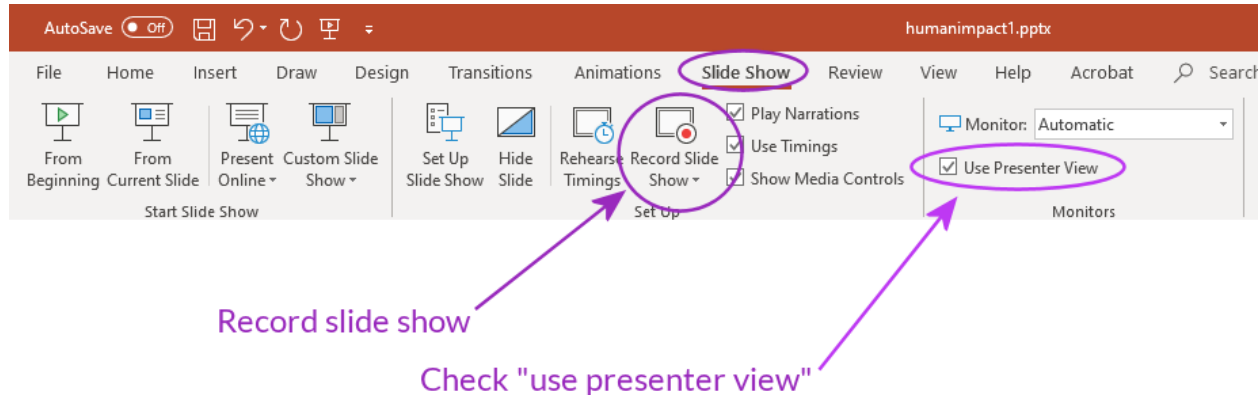 AutoSave Off humanimpact1.pptx
File Home Insert Draw Design Transitions Animations Slide Show Review View Help Acrobat Search
From Beginning
From Current Slide
Present Online
Custom Slide Show
Start Slide Show
Set Up Slide Show
Hide Slide
Rehearse Timings
Record Slide Show
Play Narrations
Use Timings
Show Media Controls
Set Up
Monitor: Automatic
Use Presenter View
Monitors
Record slide show
Check "use presenter view"